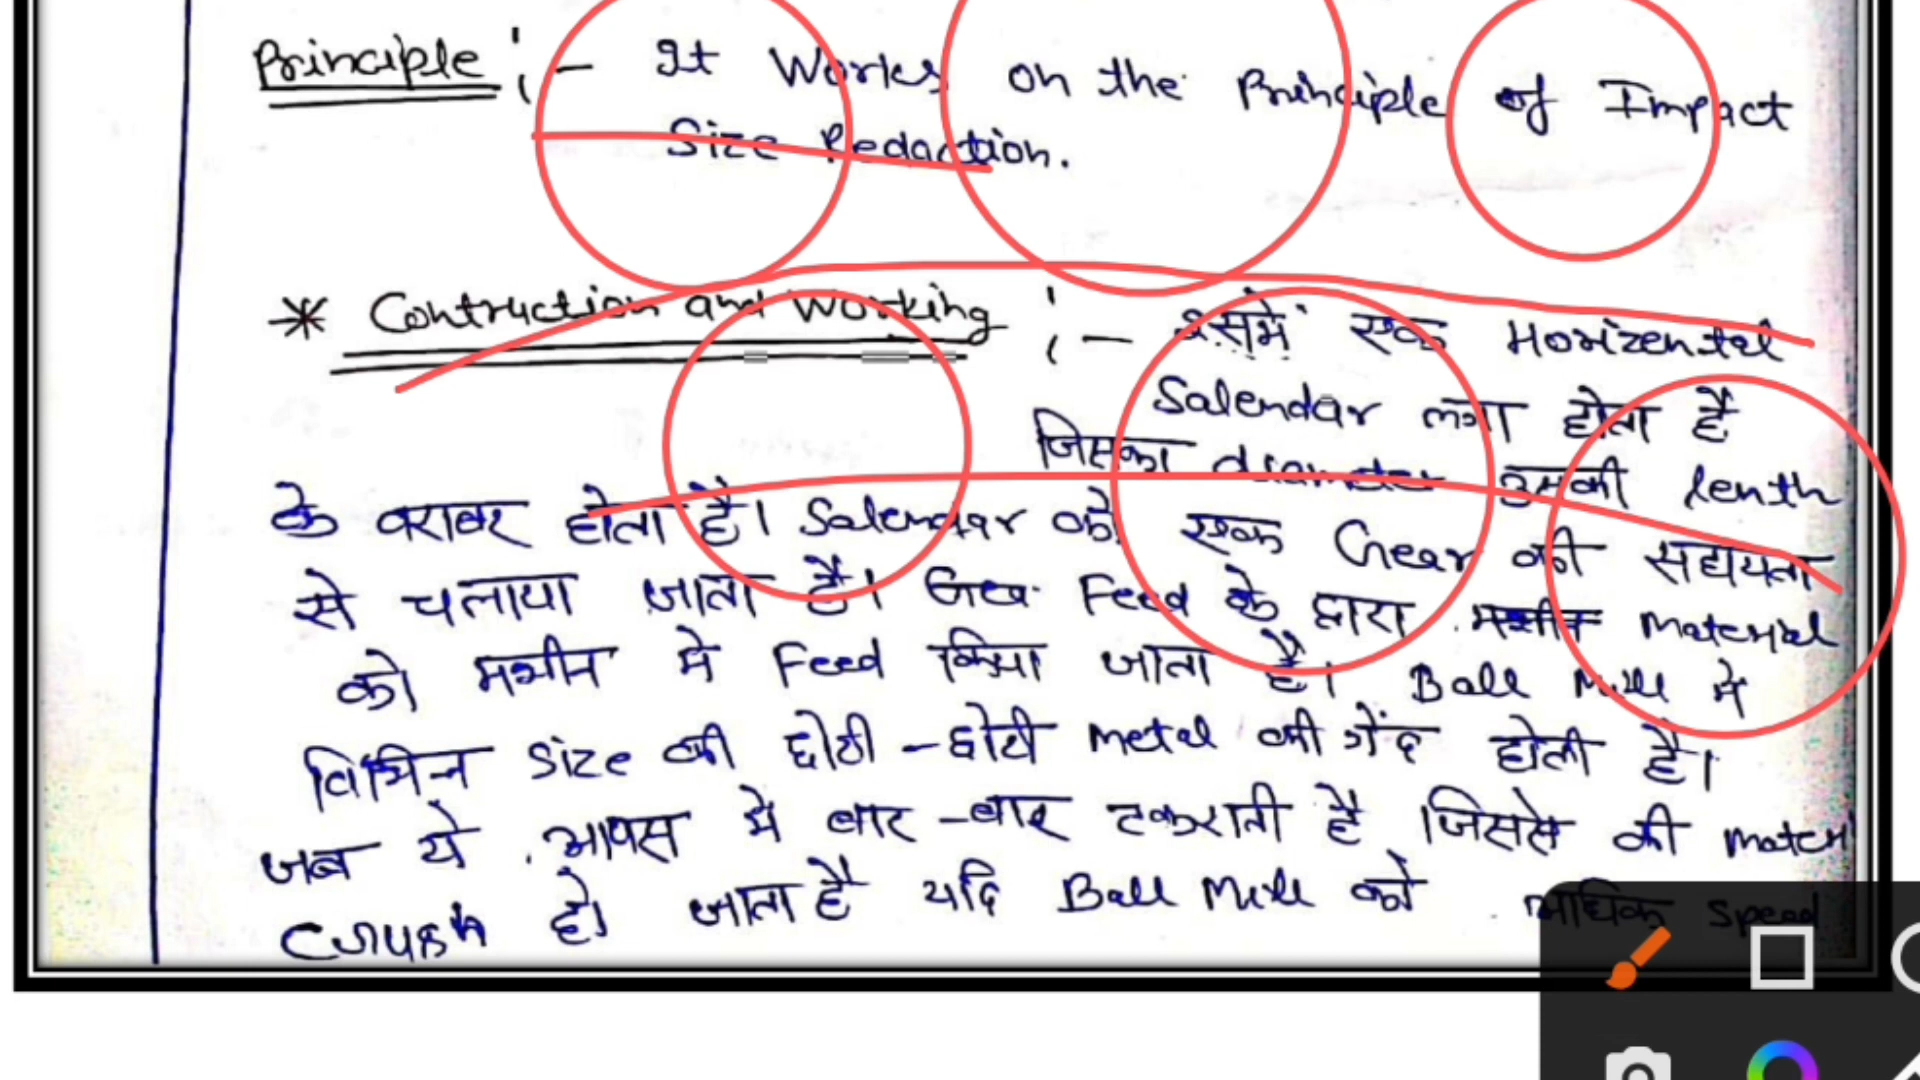 Principle :- It Works on the Principle of Impact
Size Redaction.
* Contruction and Working :- इसमें एक Horizental
Salendar लगा होता है
जिसका diameter उसकी lenth
के बराबर होता है। Salendar को एक Gear की सहायता
से चलाया जाता है। Feed के द्वारा material
को मशीन मे Feed किया जाता है। Ball Mill मे
विभिन्न Size की छोटी-छोटी metal की गेंद होती है।
जब ये आपस मे बार-बार टकराती है जिससे की mater
Crush हो जाता है यदि Ball Mill को अधिक speed